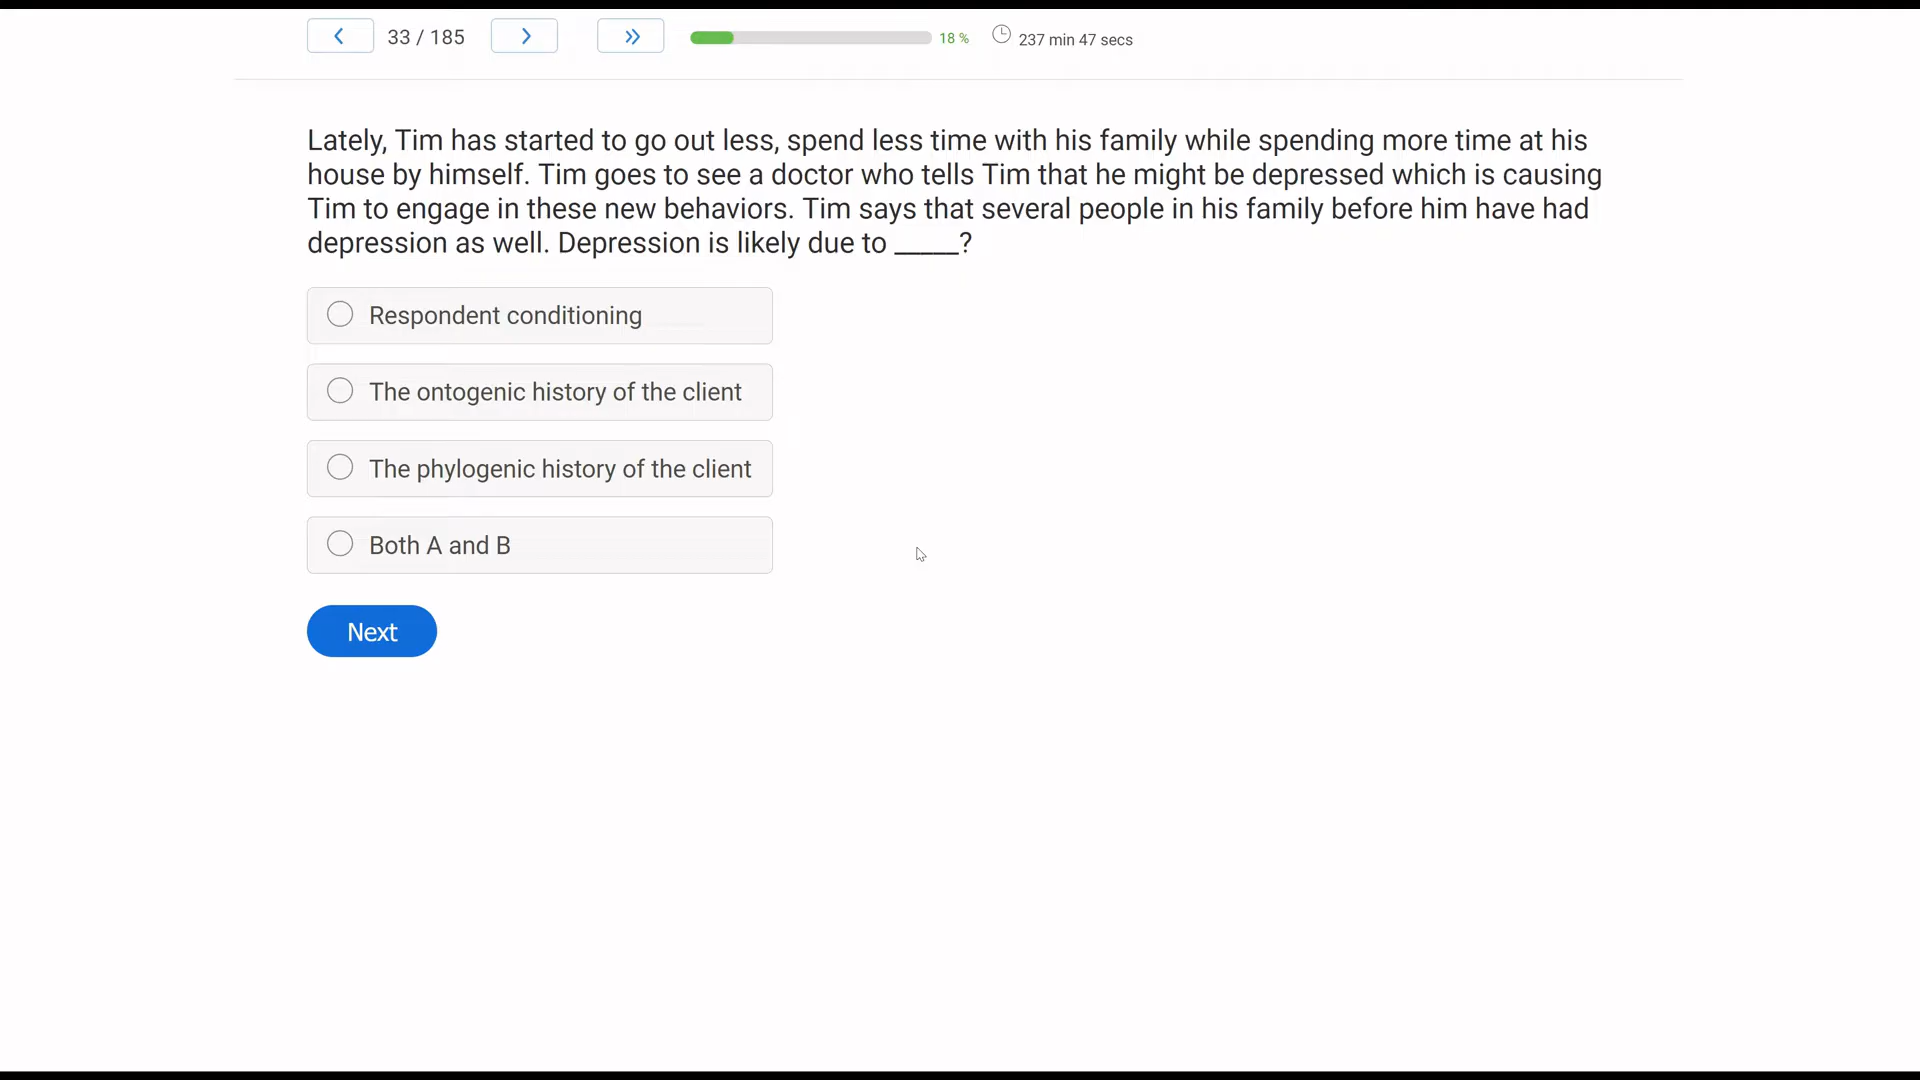 33 / 185
18 %
237 min 47 secs
Lately, Tim has started to go out less, spend less time with his family while spending more time at his
house by himself. Tim goes to see a doctor who tells Tim that he might be depressed which is causing
Tim to engage in these new behaviors. Tim says that several people in his family before him have had
depression as well. Depression is likely due to _____?
Respondent conditioning
The ontogenic history of the client
The phylogenic history of the client
Both A and B
Next